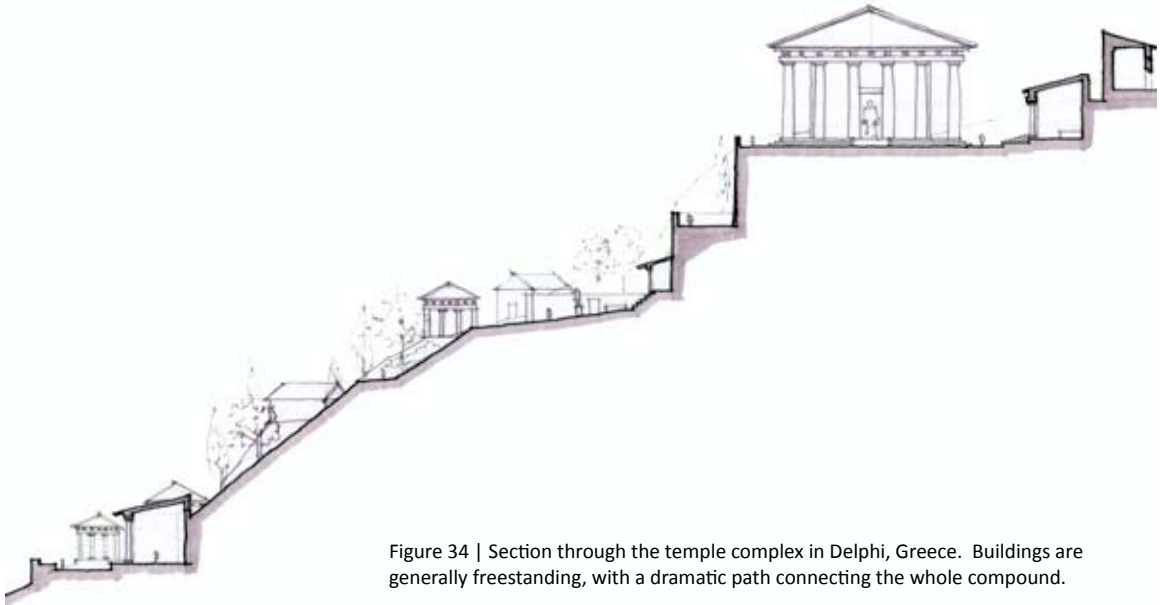 Figure 34 | Section through the temple complex in Delphi, Greece.  Buildings are
generally freestanding, with a dramatic path connecting the whole compound.